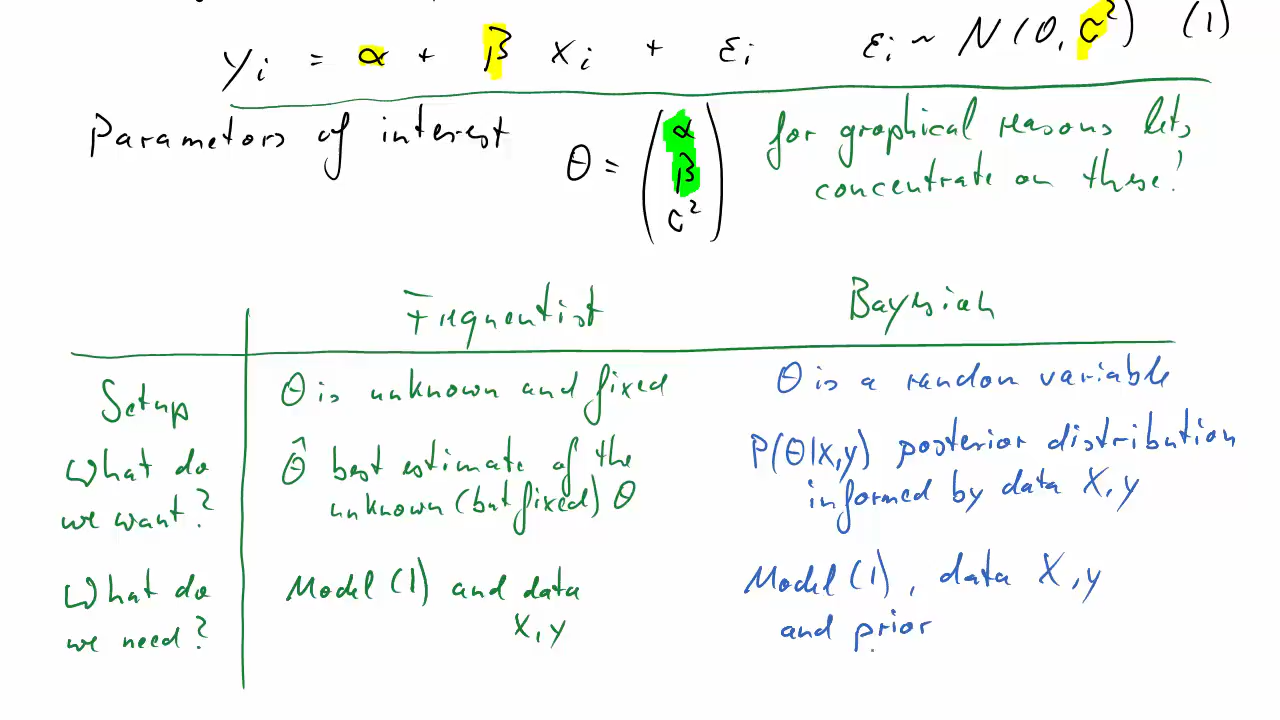 yᵢ = α + β xᵢ + εᵢ εᵢ ~ N(0, σ²) (1)
Parameters of interest θ = (α β σ²) for graphical reasons lets
concentrate on these!
Frequentist Baysian
Setup θ is unknown and fixed θ is a random variable
What do we want? θ̂ best estimate of the unknown (but fixed) θ P(θ|X,y) posterior distribution
informed by data X, y
What do we need? Model (1) and data X, y Model (1), data X, y
and prior